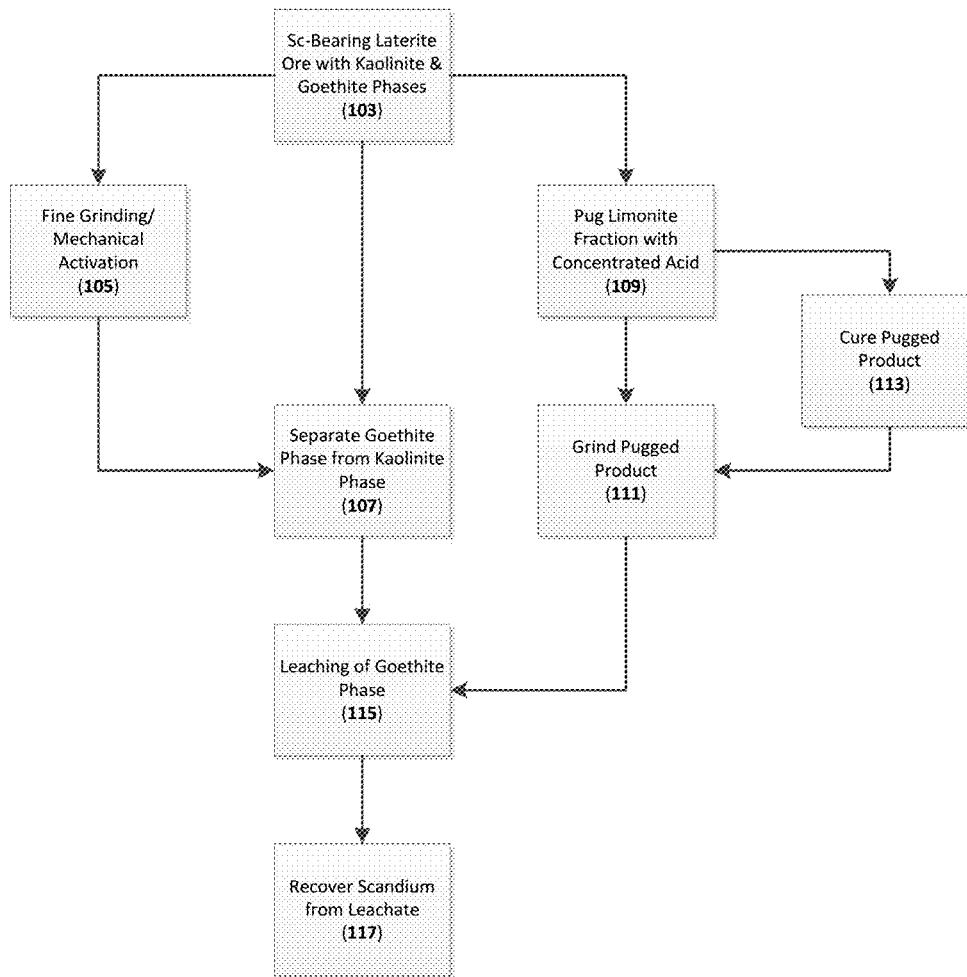 Sc-Bearing Laterite
Ore with Kaolinite &
Goethite Phases
(103)
Fine Grinding/
Mechanical
Activation
(105)
Pug Limonite
Fraction with
Concentrated Acid
(109)
Cure Pugged
Product
(113)
Separate Goethite
Phase from Kaolinite
Phase
(107)
Grind Pugged
Product
(111)
Leaching of Goethite
Phase
(115)
Recover Scandium
from Leachate
(117)